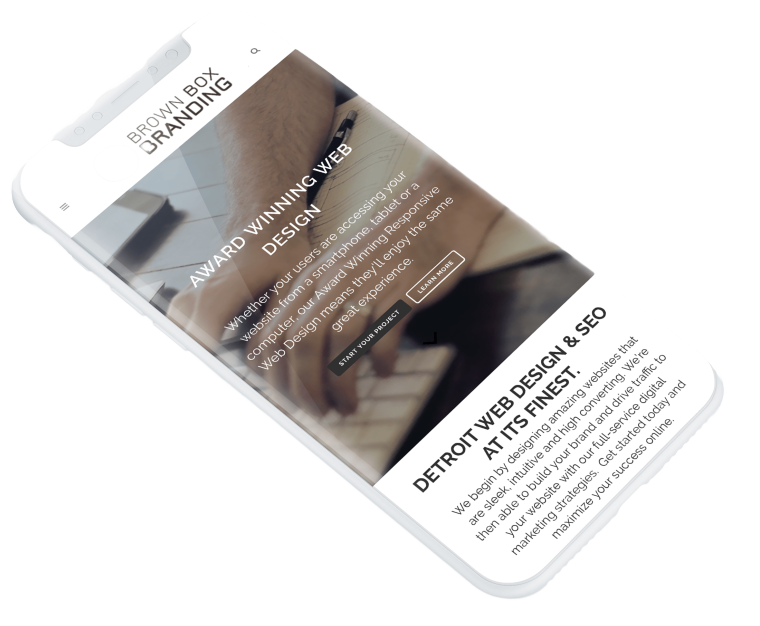 BROWN BOX
BRANDING
AWARD WINNING WEB
DESIGN
Whether your users are accessing your
website from a smartphone, tablet or a
computer, our Award Winning Responsive
Web Design means they'll enjoy the same
great experience.
START YOUR PROJECT
LEARN MORE
DETROIT WEB DESIGN & SEO
AT ITS FINEST.
We begin by designing amazing websites that
are sleek, intuitive and high converting. We're
then able to build your brand and drive traffic to
your website with our full-service digital
marketing strategies. Get started today and
maximize your success online.